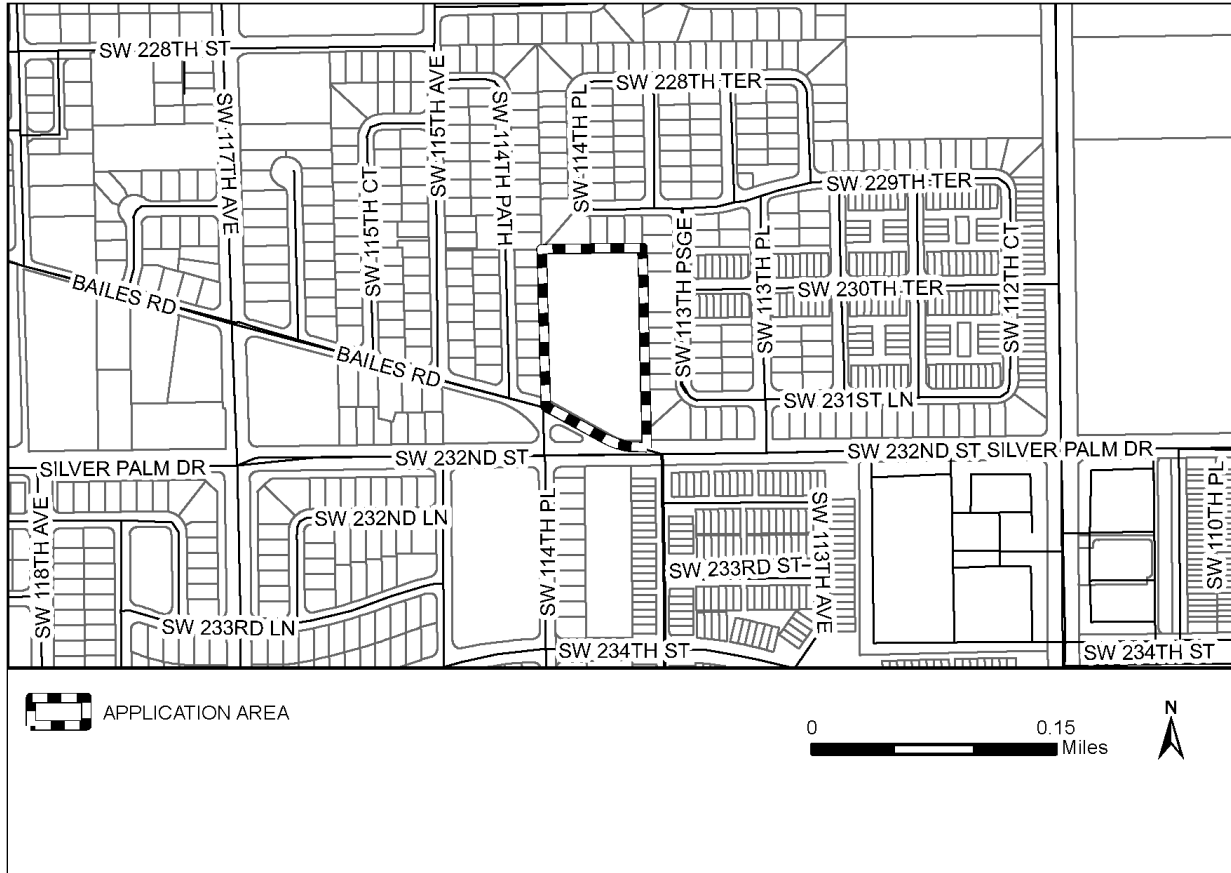 SW 228TH ST
SW 117TH AVE
SW 115TH AVE
SW 114TH PATH
SW 115TH CT
SW 114TH PL
SW 228TH TER
SW 229TH TER
SW 113TH PSGE
SW 113TH PL
SW 230TH TER
SW 112TH CT
SW 231ST LN
BAILES RD
BAILES RD
SILVER PALM DR
SW 232ND ST
SW 232ND ST SILVER PALM DR
SW 118TH AVE
SW 232ND LN
SW 233RD LN
SW 114TH PL
SW 233RD ST
SW 113TH AVE
SW 234TH ST
SW 110TH PL
SW 234TH ST
APPLICATION AREA
0 0.15
Miles
N